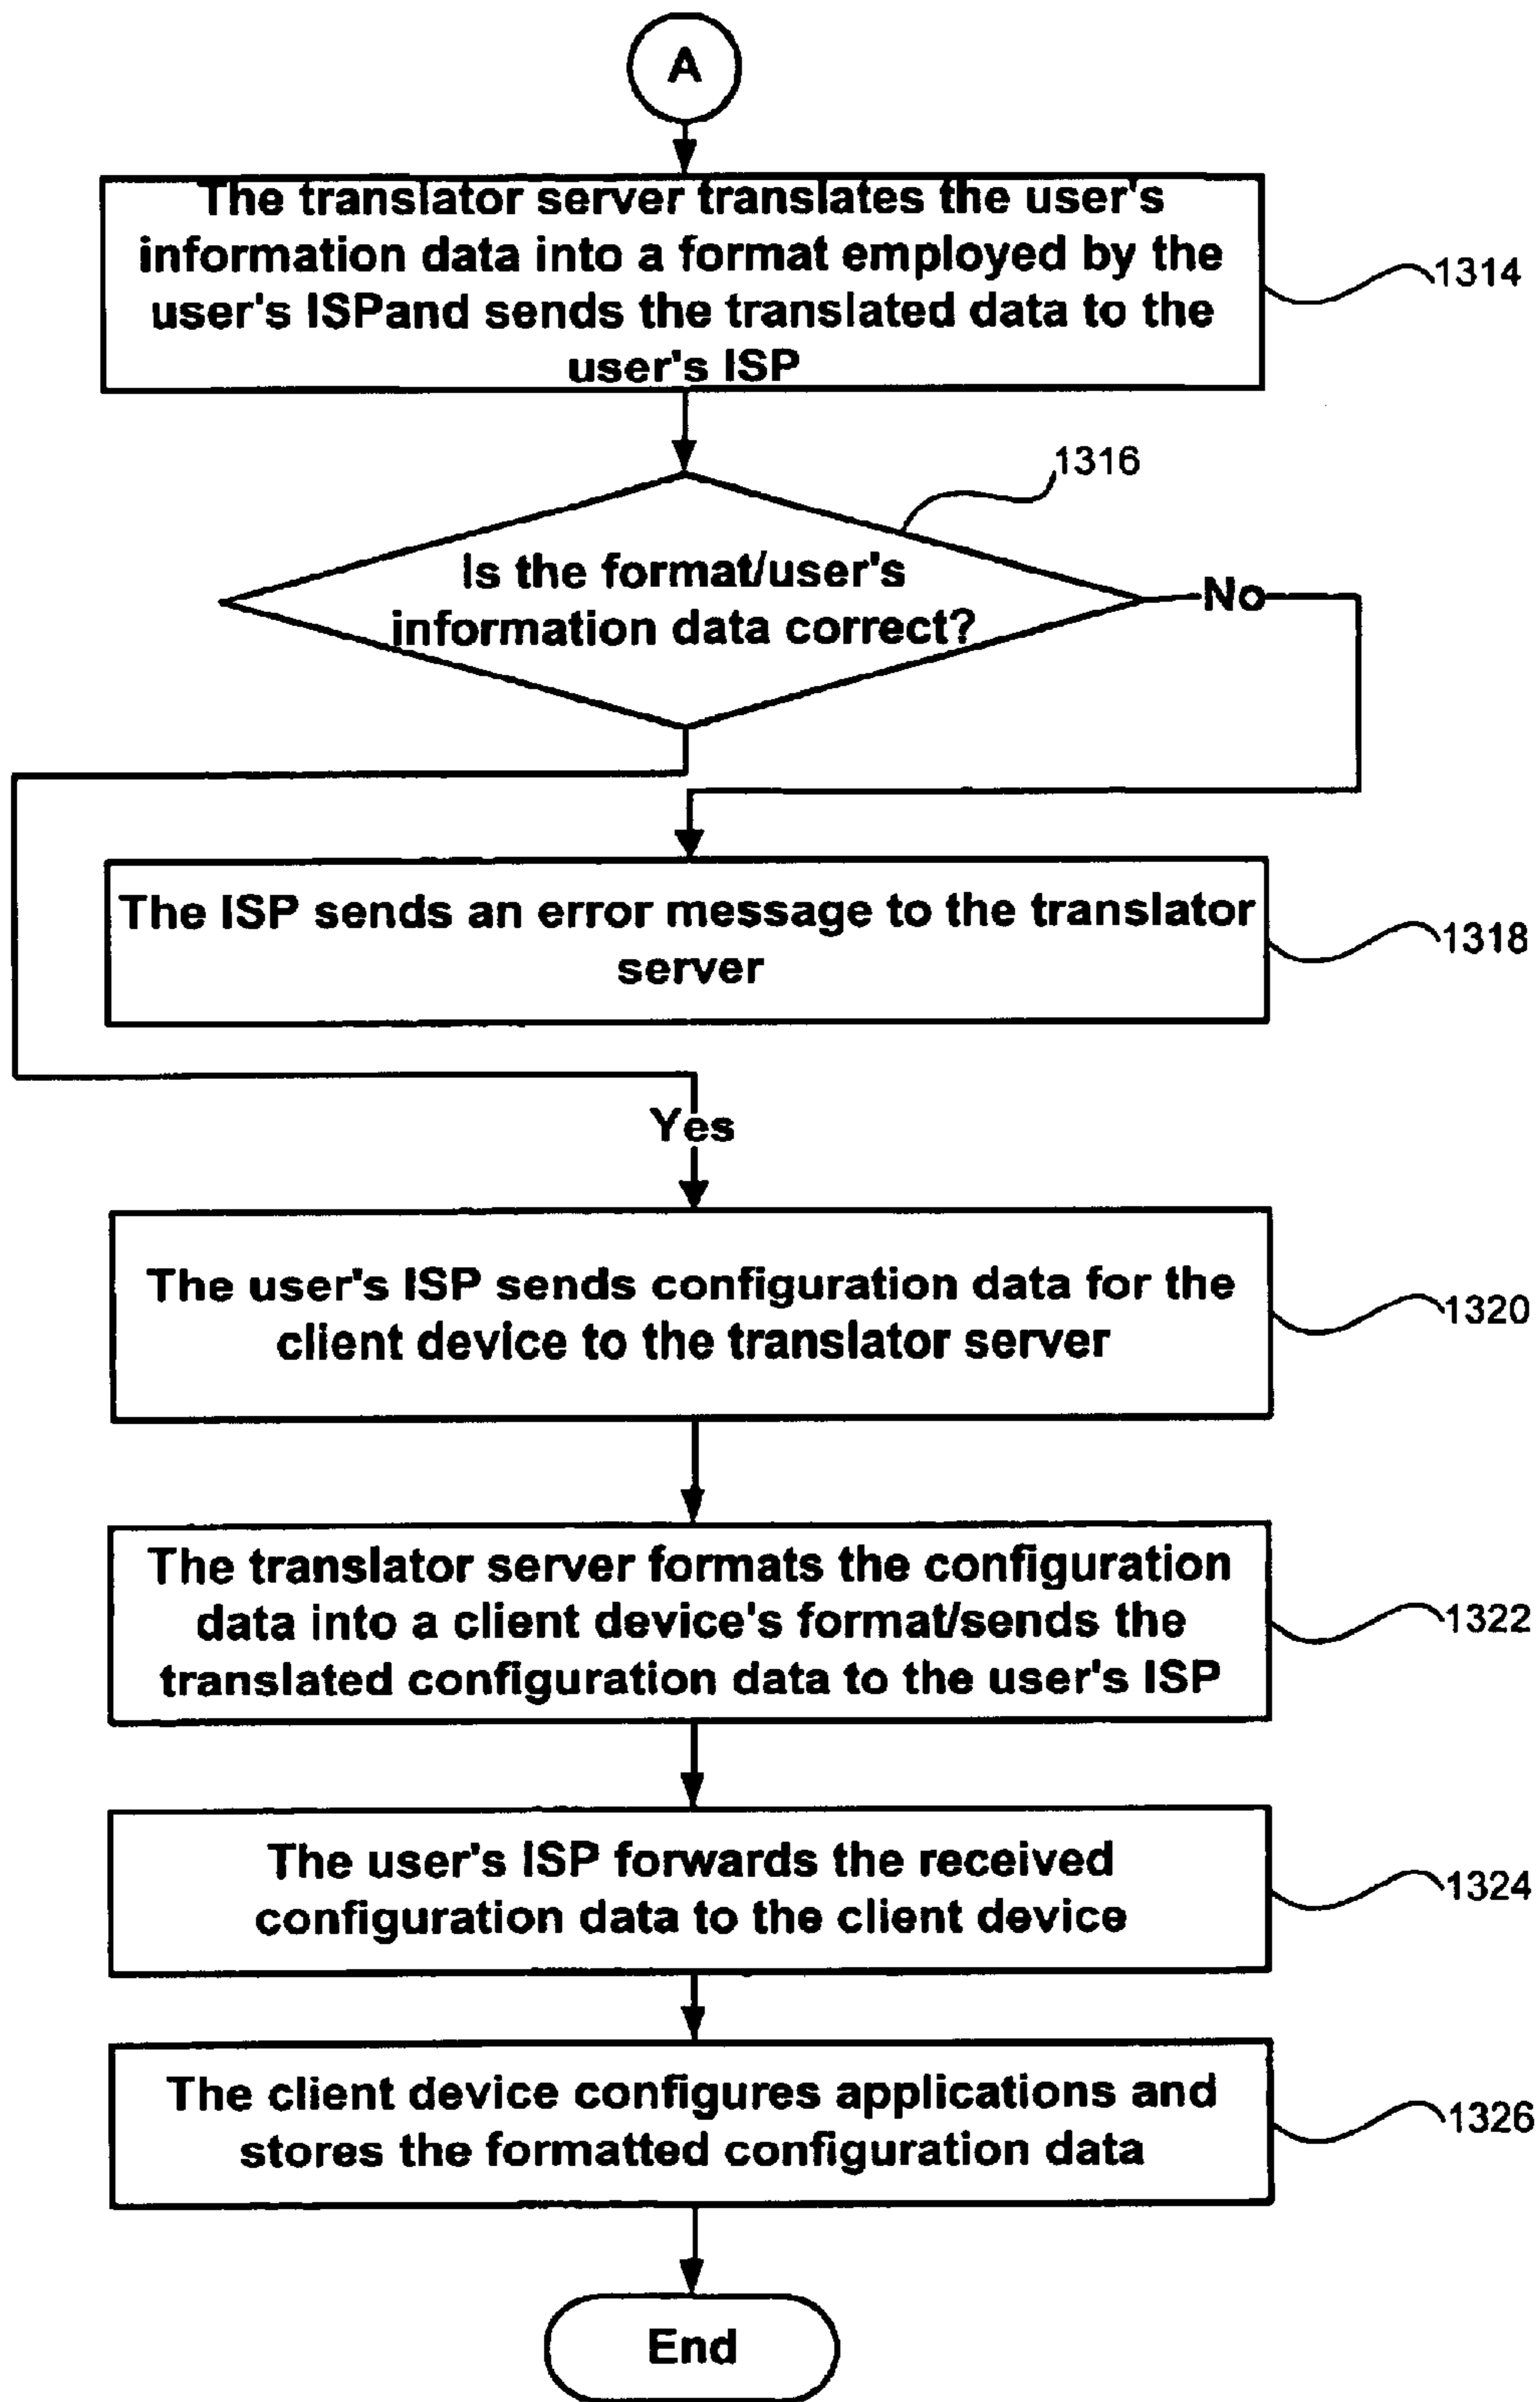 A
The translator server translates the user's
information data into a format employed by the
user's ISPand sends the translated data to the
user's ISP
1314
1316
Is the format/user's
information data correct?
No
The ISP sends an error message to the translator
server
1318
Yes
The user's ISP sends configuration data for the
client device to the translator server
1320
The translator server formats the configuration
data into a client device's format/sends the
translated configuration data to the user's ISP
1322
The user's ISP forwards the received
configuration data to the client device
1324
The client device configures applications and
stores the formatted configuration data
1326
End